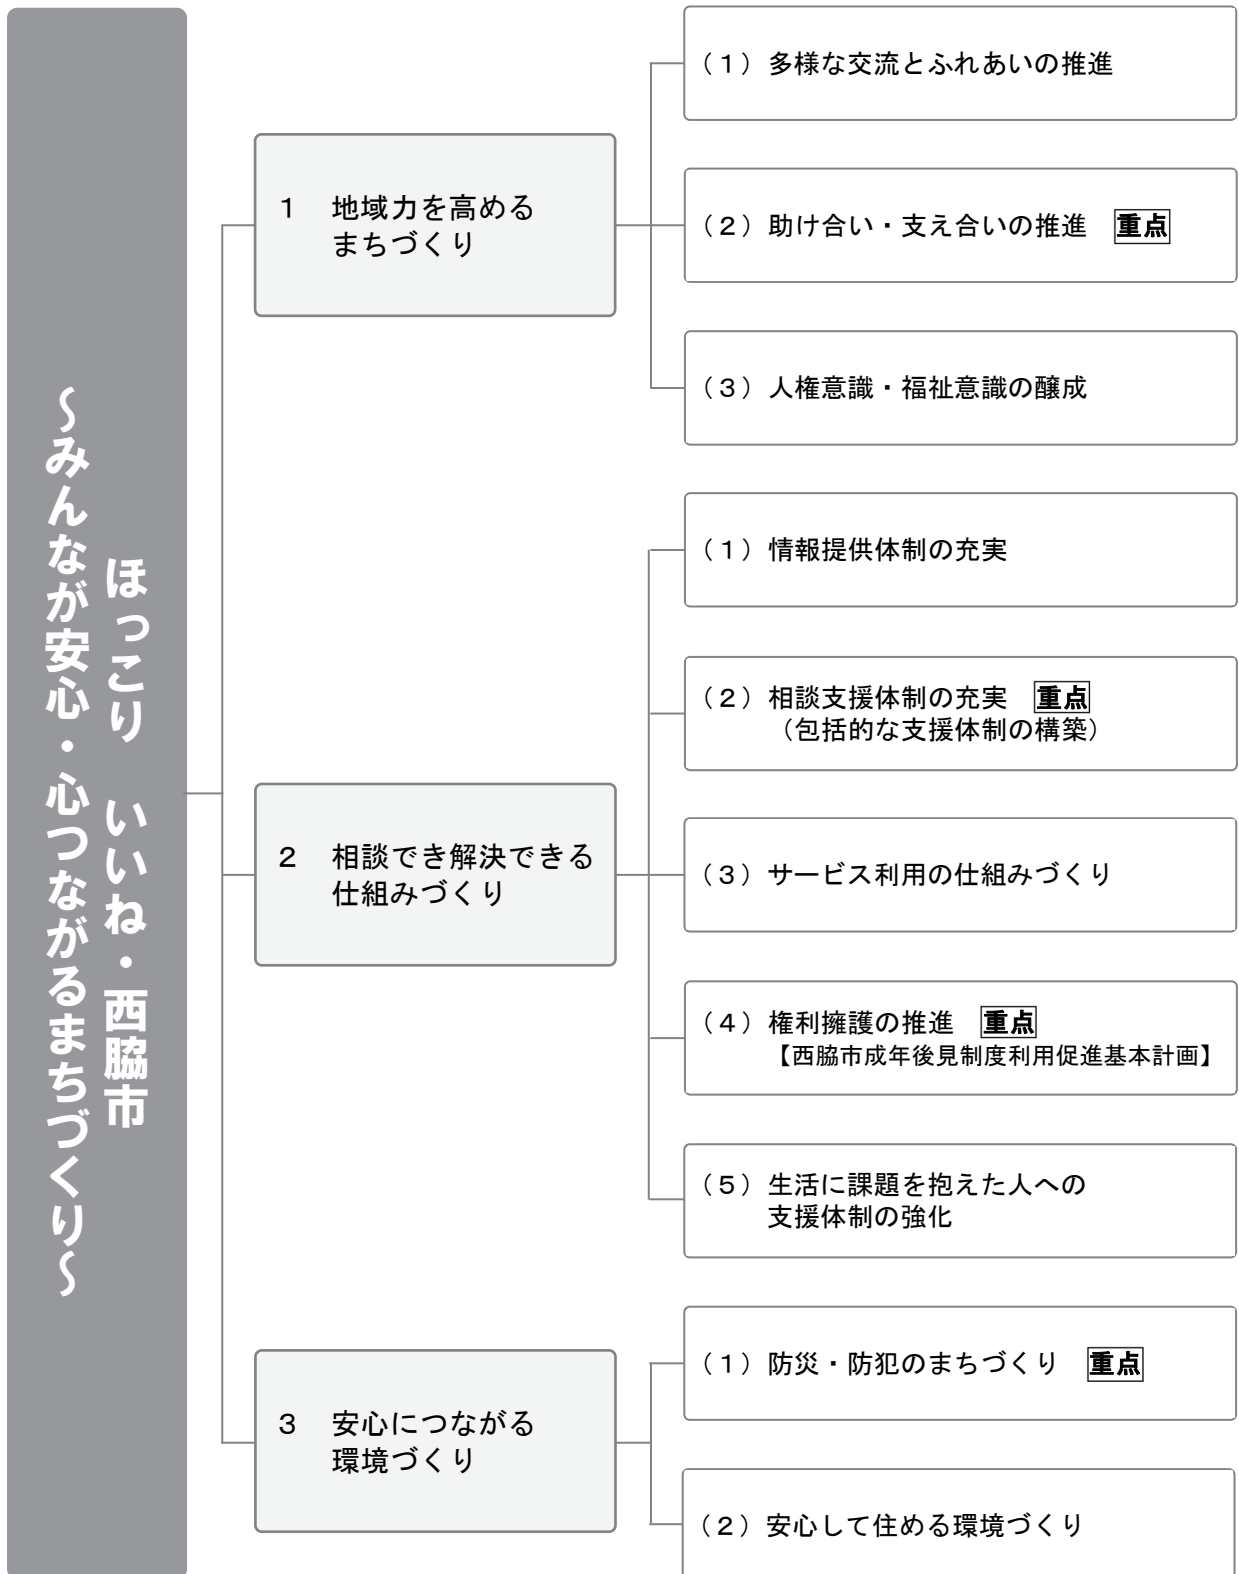 ほっこり　いいね・西脇市
～みんなが安心・心つながるまちづくり～
１　地域力を高める
まちづくり
（１）多様な交流とふれあいの推進
（２）助け合い・支え合いの推進　重点
（３）人権意識・福祉意識の醸成
２　相談でき解決できる
仕組みづくり
（１）情報提供体制の充実
（２）相談支援体制の充実　重点
（包括的な支援体制の構築）
（３）サービス利用の仕組みづくり
（４）権利擁護の推進　重点
【西脇市成年後見制度利用促進基本計画】
（５）生活に課題を抱えた人への
支援体制の強化
３　安心につながる
環境づくり
（１）防災・防犯のまちづくり　重点
（２）安心して住める環境づくり